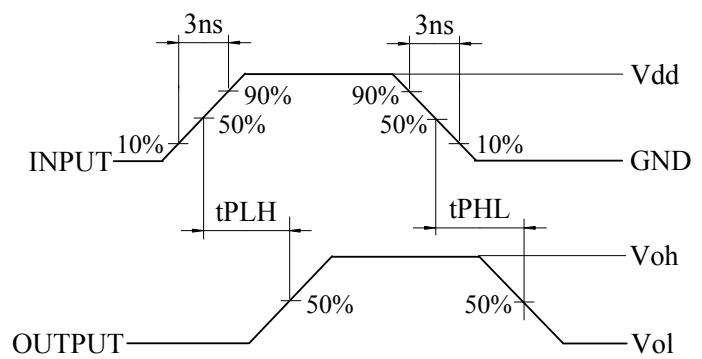 3ns 3ns
Vdd
90% 90%
50% 50%
10% 10%
INPUT GND
tPLH tPHL
Voh
50% 50%
OUTPUT Vol